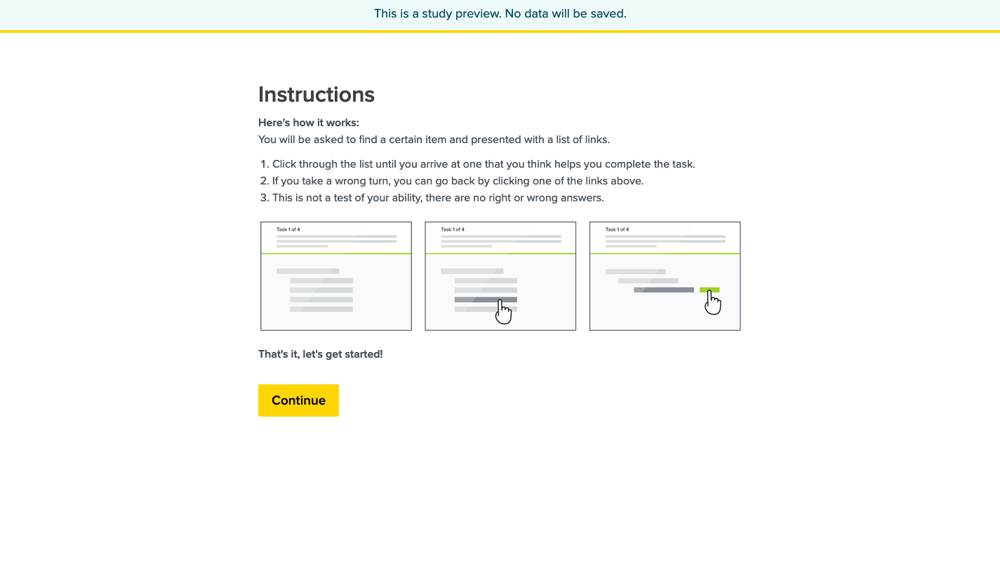 This is a study preview. No data will be saved.
Instructions
Here's how it works:
You will be asked to find a certain item and presented with a list of links.
1. Click through the list until you arrive at one that you think helps you complete the task.
2. If you take a wrong turn, you can go back by clicking one of the links above.
3. This is not a test of your ability, there are no right or wrong answers.
Task 1 of 4
Task 1 of 4
Task 1 of 4
That's it, let's get started!
Continue